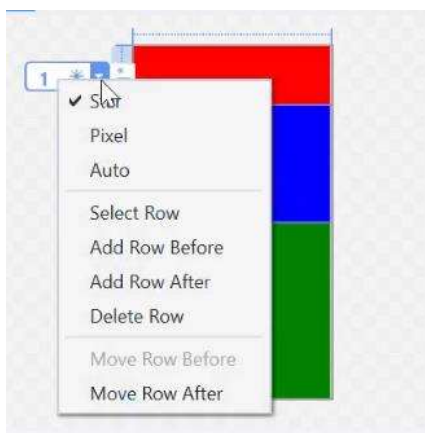 1 *
✔ Star
Pixel
Auto
Select Row
Add Row Before
Add Row After
Delete Row
Move Row Before
Move Row After